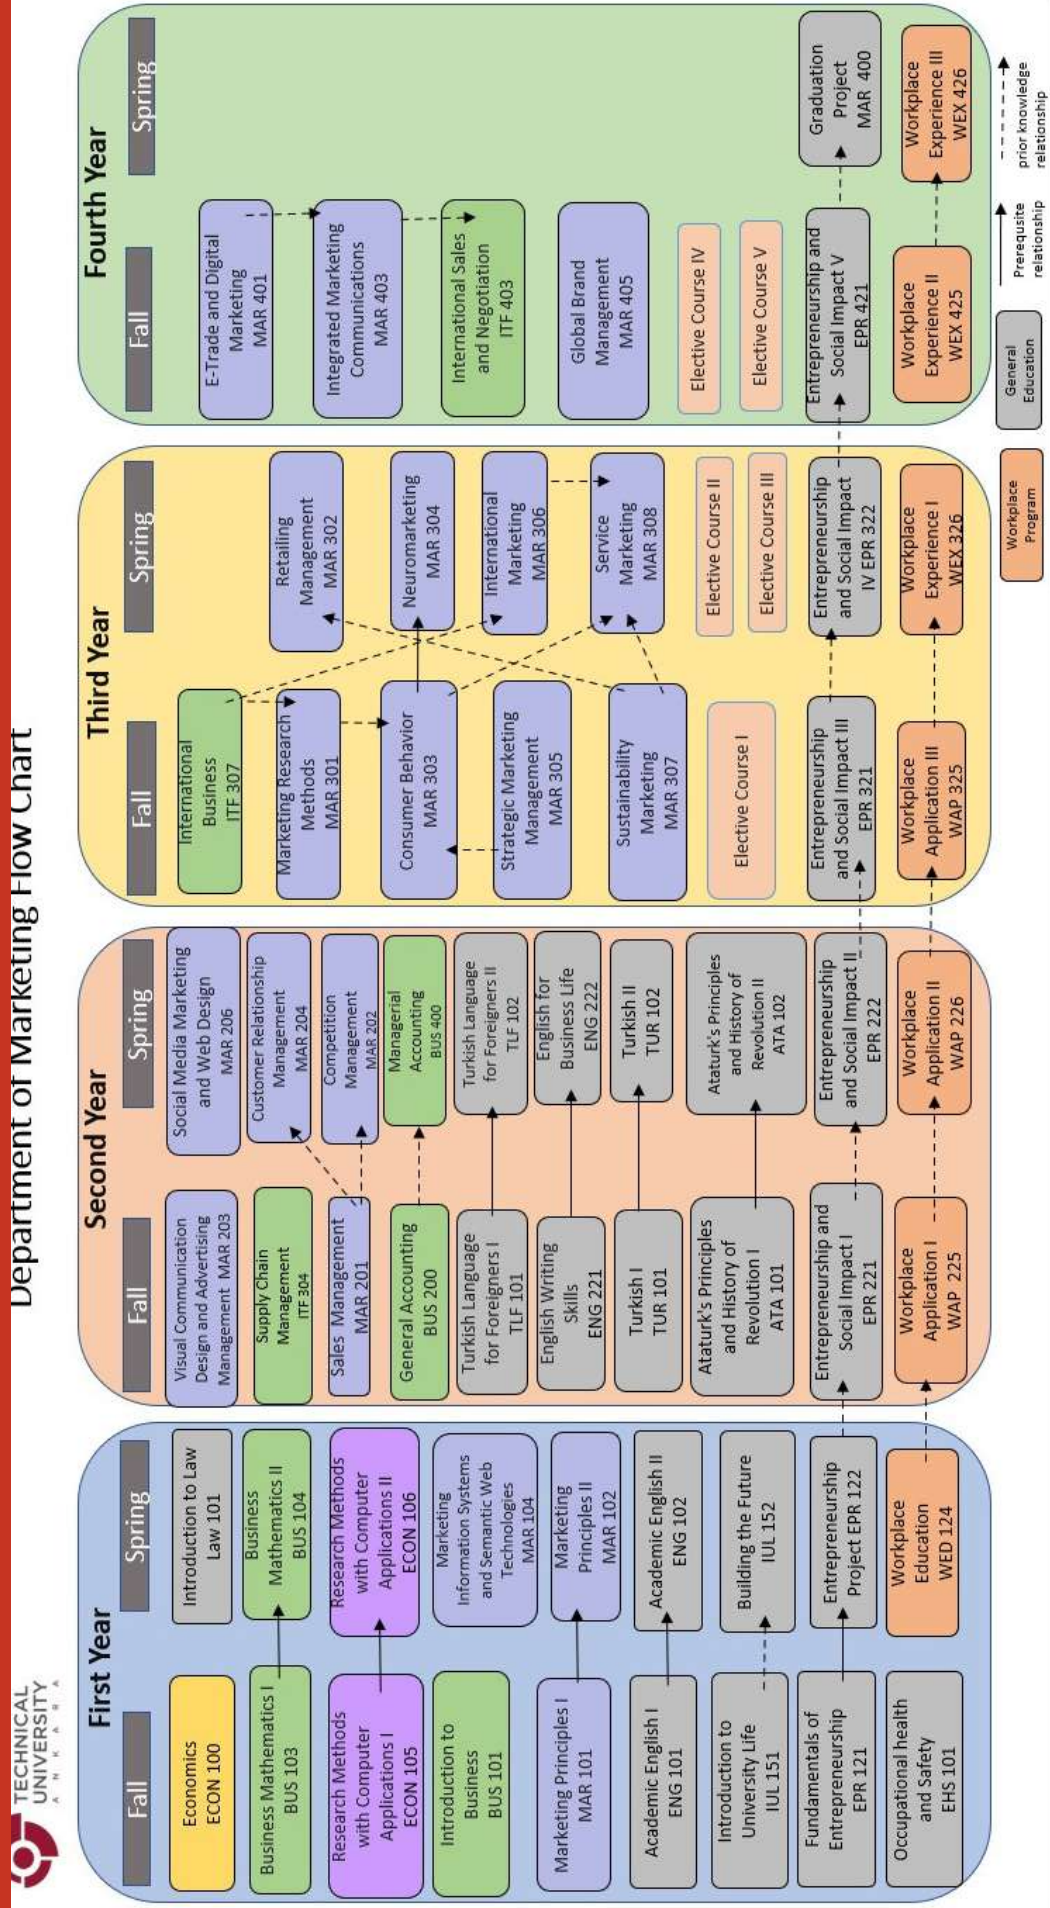 TECHNICAL
UNIVERSITY
ANKARA
Department of Marketing Flow Chart
First Year
Fall
Spring
Economics
ECON 100
Business Mathematics I
BUS 103
Research Methods
with Computer
Applications I
ECON 105
Introduction to
Business
BUS 101
Marketing Principles I
MAR 101
Academic English I
ENG 101
Introduction to
University Life
IUL 151
Fundamentals of
Entrepreneurship
EPR 121
Occupational health
and Safety
EHS 101
Introduction to Law
Law 101
Business
Mathematics II
BUS 104
Research Methods
with Computer
Applications II
ECON 106
Marketing
Information Systems
and Semantic Web
Technologies
MAR 104
Marketing
Principles II
MAR 102
Academic English II
ENG 102
Building the Future
IUL 152
Entrepreneurship
Project EPR 122
Workplace
Education
WED 124
Second Year
Fall
Spring
Visual Communication
Design and Advertising
Management MAR 203
Supply Chain
Management
ITF 304
Sales Management
MAR 201
General Accounting
BUS 200
Turkish Language
for Foreigners I
TLF 101
English Writing
Skills
ENG 221
Turkish I
TUR 101
Ataturk's Principles
and History of
Revolution I
ATA 101
Entrepreneurship and
Social Impact I
EPR 221
Workplace
Application I
WAP 225
Social Media Marketing
and Web Design
MAR 206
Customer Relationship
Management
MAR 204
Competition
Management
MAR 202
Managerial
Accounting
BUS 400
Turkish Language
for Foreigners II
TLF 102
English for
Business Life
ENG 222
Turkish II
TUR 102
Ataturk's Principles
and History of
Revolution II
ATA 102
Entrepreneurship
and Social Impact II
EPR 222
Workplace
Application II
WAP 226
Third Year
Fall
Spring
International
Business
ITF 307
Marketing Research
Methods
MAR 301
Consumer Behavior
MAR 303
Strategic Marketing
Management
MAR 305
Sustainability
Marketing
MAR 307
Elective Course I
Entrepreneurship
and Social Impact III
EPR 321
Workplace
Application III
WAP 325
Retailing
Management
MAR 302
Neuromarketing
MAR 304
International
Marketing
MAR 306
Service
Marketing
MAR 308
Elective Course II
Elective Course III
Entrepreneurship
and Social Impact
IV EPR 322
Workplace
Experience I
WEX 326
Fourth Year
Fall
Spring
E-Trade and Digital
Marketing
MAR 401
Integrated Marketing
Communications
MAR 403
International Sales
and Negotiation
ITF 403
Global Brand
Management
MAR 405
Elective Course IV
Elective Course V
Entrepreneurship and
Social Impact V
EPR 421
Workplace
Experience II
WEX 425
Graduation
Project
MAR 400
Workplace
Experience III
WEX 426
Workplace
Program
General
Education
Prerequsite
relationship
prior knowledge
relationship